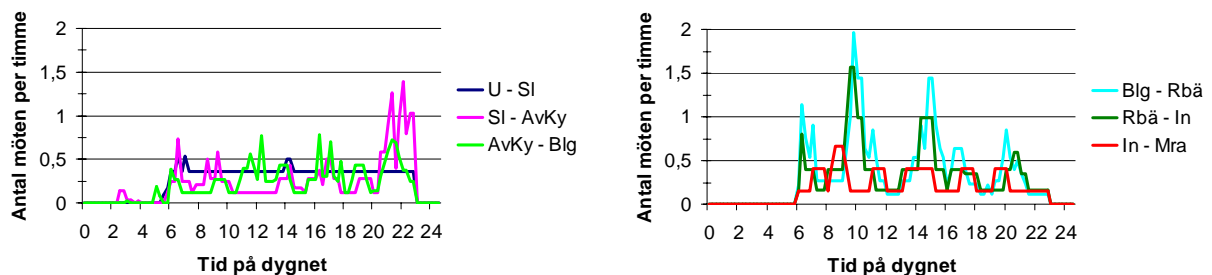 Antal möten per timme
2
1,5
1
0,5
0
0 2 4 6 8 10 12 14 16 18 20 22 24
Tid på dygnet
U - Sl
Sl - AvKy
AvKy - Blg
Antal möten per timme
2
1,5
1
0,5
0
0 2 4 6 8 10 12 14 16 18 20 22 24
Tid på dygnet
Blg - Rbä
Rbä - In
In - Mra